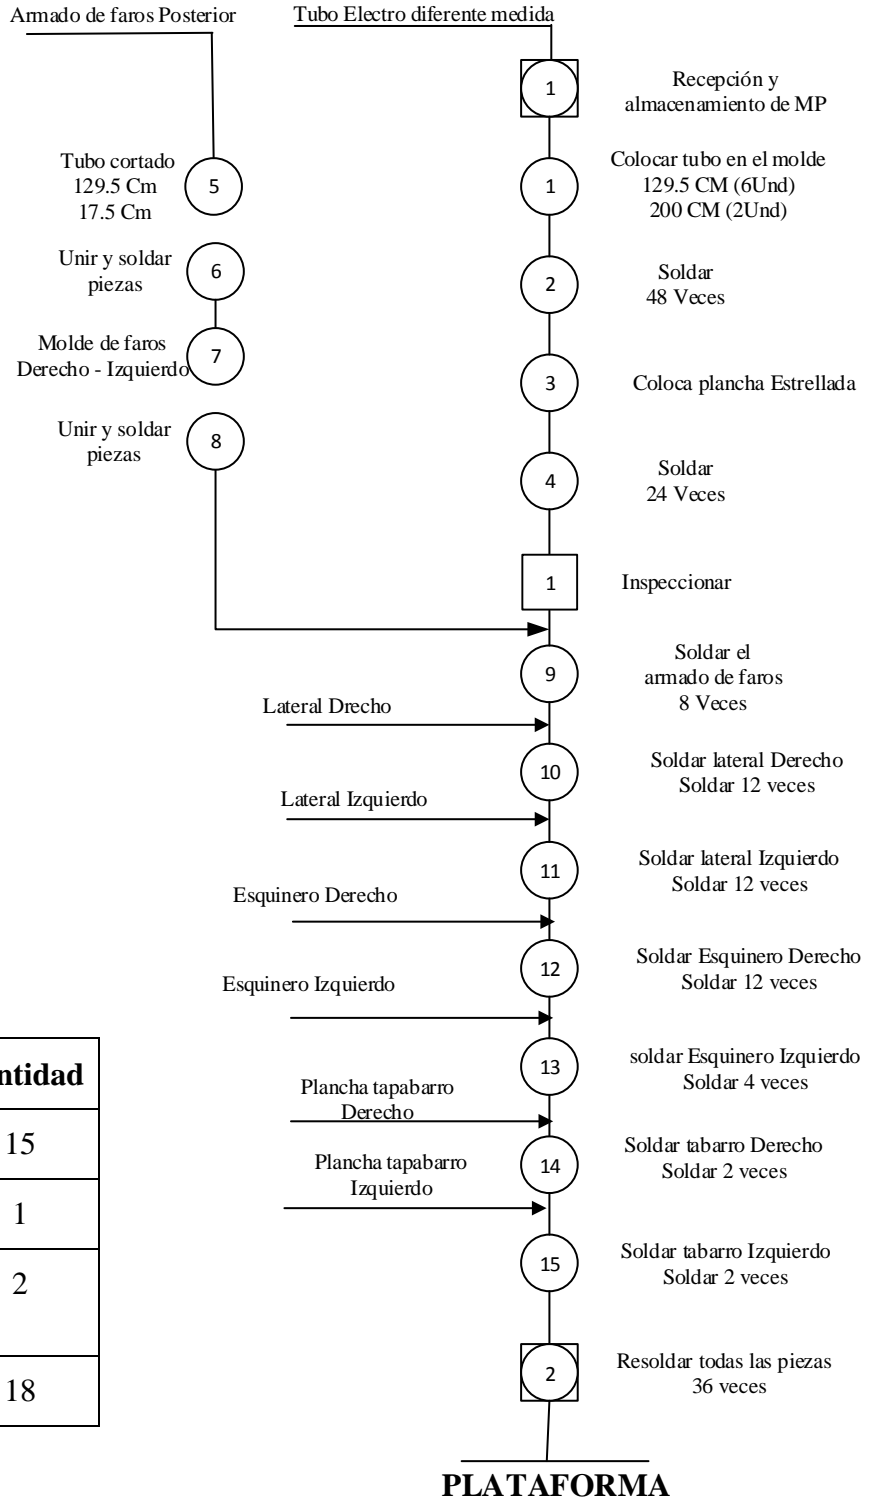 Armado de faros Posterior
Tubo Electro diferente medida
1
Recepción y
almacenamiento de MP
Tubo cortado
129.5 Cm
17.5 Cm
5
1
Colocar tubo en el molde
129.5 CM (6Und)
200 CM (2Und)
Unir y soldar
piezas
6
2
Soldar
48 Veces
Molde de faros
Derecho - Izquierdo
7
3
Coloca plancha Estrellada
Unir y soldar
piezas
8
4
Soldar
24 Veces
1
Inspeccionar
9
Soldar el
armado de faros
8 Veces
Lateral Drecho
10
Soldar lateral Derecho
Soldar 12 veces
Lateral Izquierdo
11
Soldar lateral Izquierdo
Soldar 12 veces
Esquinero Derecho
12
Soldar Esquinero Derecho
Soldar 12 veces
Esquinero Izquierdo
13
soldar Esquinero Izquierdo
Soldar 4 veces
Plancha tapabarro
Derecho
14
Soldar tabarro Derecho
Soldar 2 veces
Plancha tapabarro
Izquierdo
15
Soldar tabarro Izquierdo
Soldar 2 veces
2
Resoldar todas las piezas
36 veces
PLATAFORMA
ntidad
15
1
2
18